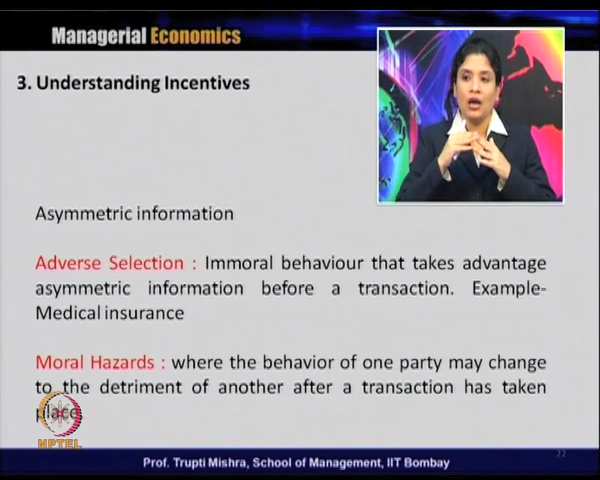 Managerial Economics
3. Understanding Incentives
Asymmetric information
Adverse Selection : Immoral behaviour that takes advantage
asymmetric information before a transaction. Example-
Medical insurance
Moral Hazards : where the behavior of one party may change
to the detriment of another after a transaction has taken
place.
NPTEL
Prof. Trupti Mishra, School of Management, IIT Bombay
22